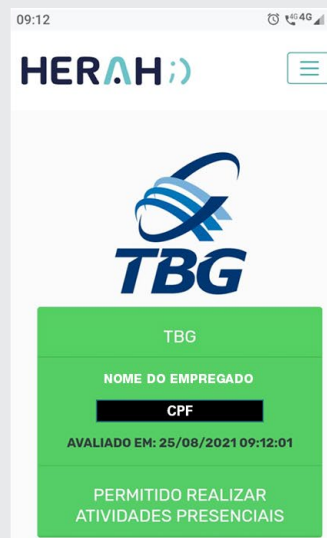 09:12
4G 4G
HERAH ;)
TBG
TBG
NOME DO EMPREGADO
CPF
AVALIADO EM: 25/08/2021 09:12:01
PERMITIDO REALIZAR
ATIVIDADES PRESENCIAIS